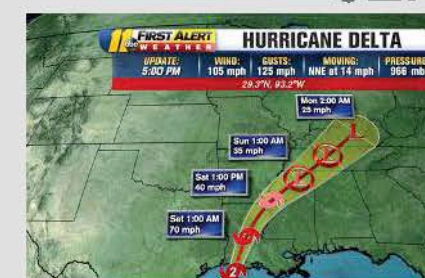 11 abc FIRST ALERT
WEATHER
HURRICANE DELTA
UPDATE: 5:00 PM
WIND: 105 mph
GUSTS: 125 mph
MOVING: NNE at 14 mph
PRESSURE 966 mb
29.3°N, 93.2°W
Mon 2:00 AM
25 mph
Sun 1:00 AM
35 mph
Sat 1:00 PM
40 mph
Sat 1:00 AM
70 mph
L
2